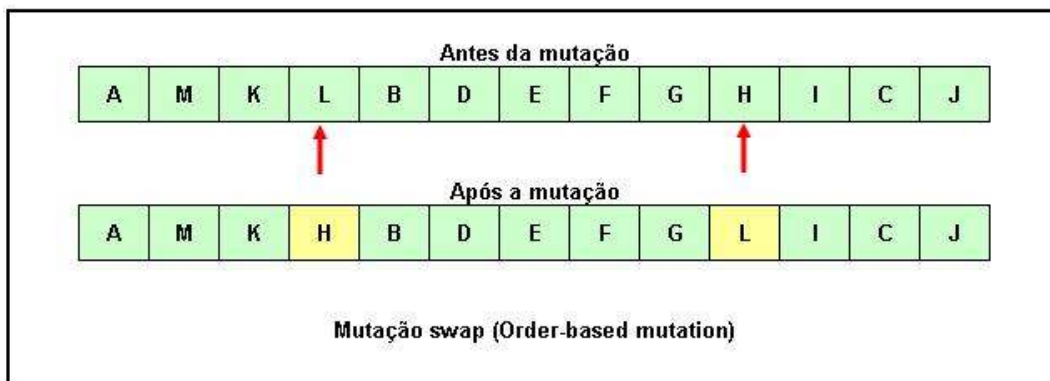 Antes da mutação
A M K L B D E F G H I C J
Após a mutação
A M K H B D E F G L I C J
Mutação swap (Order-based mutation)